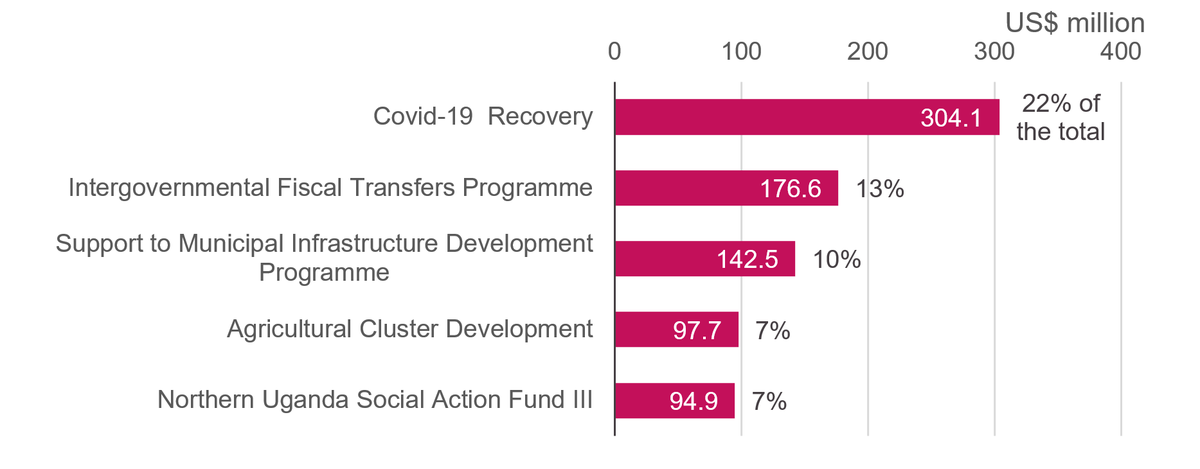 US$ million
0 100 200 300 400
Covid-19  Recovery 304.1 22% of
the total
Intergovernmental Fiscal Transfers Programme 176.6 13%
Support to Municipal Infrastructure Development
Programme 142.5 10%
Agricultural Cluster Development 97.7 7%
Northern Uganda Social Action Fund III 94.9 7%